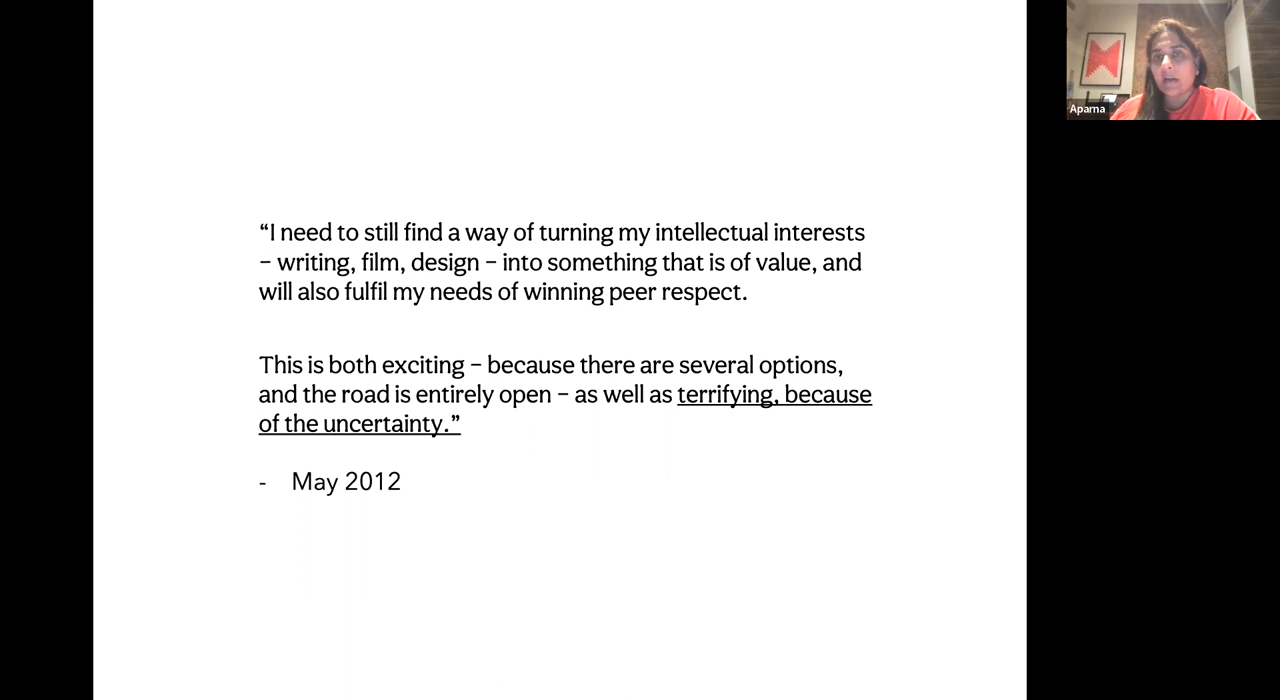 “I need to still find a way of turning my intellectual interests
– writing, film, design – into something that is of value, and
will also fulfil my needs of winning peer respect.
This is both exciting – because there are several options,
and the road is entirely open – as well as terrifying, because
of the uncertainty.”
- May 2012
Aparna